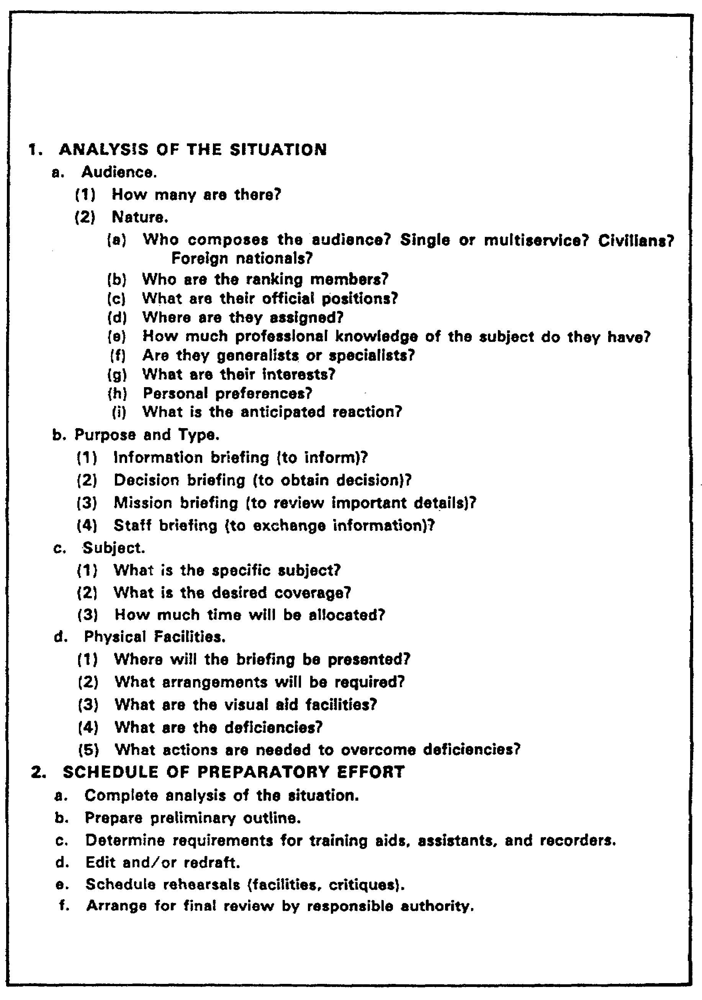 1. ANALYSIS OF THE SITUATION
a. Audience.
(1) How many are there?
(2) Nature.
(a) Who composes the audience? Single or multiservice? Civilians?
Foreign nationals?
(b) Who are the ranking members?
(c) What are their official positions?
(d) Where are they assigned?
(e) How much professional knowledge of the subject do they have?
(f) Are they generalists or specialists?
(g) What are their interests?
(h) Personal preferences?
(i) What is the anticipated reaction?
b. Purpose and Type.
(1) Information briefing (to inform)?
(2) Decision briefing (to obtain decision)?
(3) Mission briefing (to review important details)?
(4) Staff briefing (to exchange information)?
c. Subject.
(1) What is the specific subject?
(2) What is the desired coverage?
(3) How much time will be allocated?
d. Physical Facilities.
(1) Where will the briefing be presented?
(2) What arrangements will be required?
(3) What are the visual aid facilities?
(4) What are the deficiencies?
(5) What actions are needed to overcome deficiencies?
2. SCHEDULE OF PREPARATORY EFFORT
a. Complete analysis of the situation.
b. Prepare preliminary outline.
c. Determine requirements for training aids, assistants, and recorders.
d. Edit and/or redraft.
e. Schedule rehearsals (facilities, critiques).
f. Arrange for final review by responsible authority.